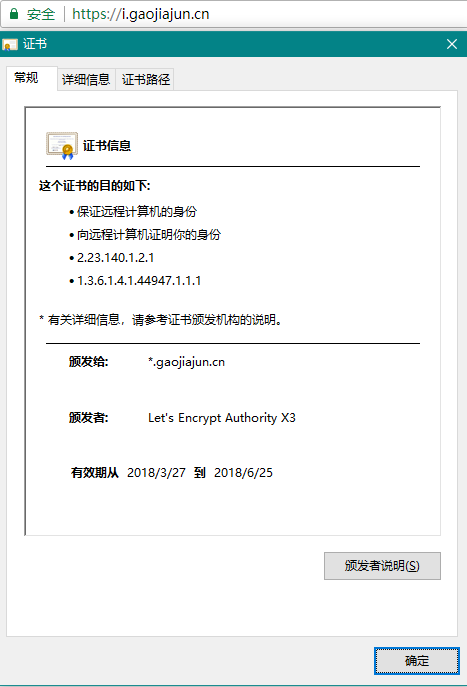 安全 https://i.gaojiajun.cn
证书
常规 详细信息 证书路径
证书信息
这个证书的目的如下:
• 保证远程计算机的身份
• 向远程计算机证明你的身份
• 2.23.140.1.2.1
• 1.3.6.1.4.1.44947.1.1.1
* 有关详细信息，请参考证书颁发机构的说明。
颁发给: *.gaojiajun.cn
颁发者: Let's Encrypt Authority X3
有效期从 2018/3/27 到 2018/6/25
颁发者说明(S)
确定